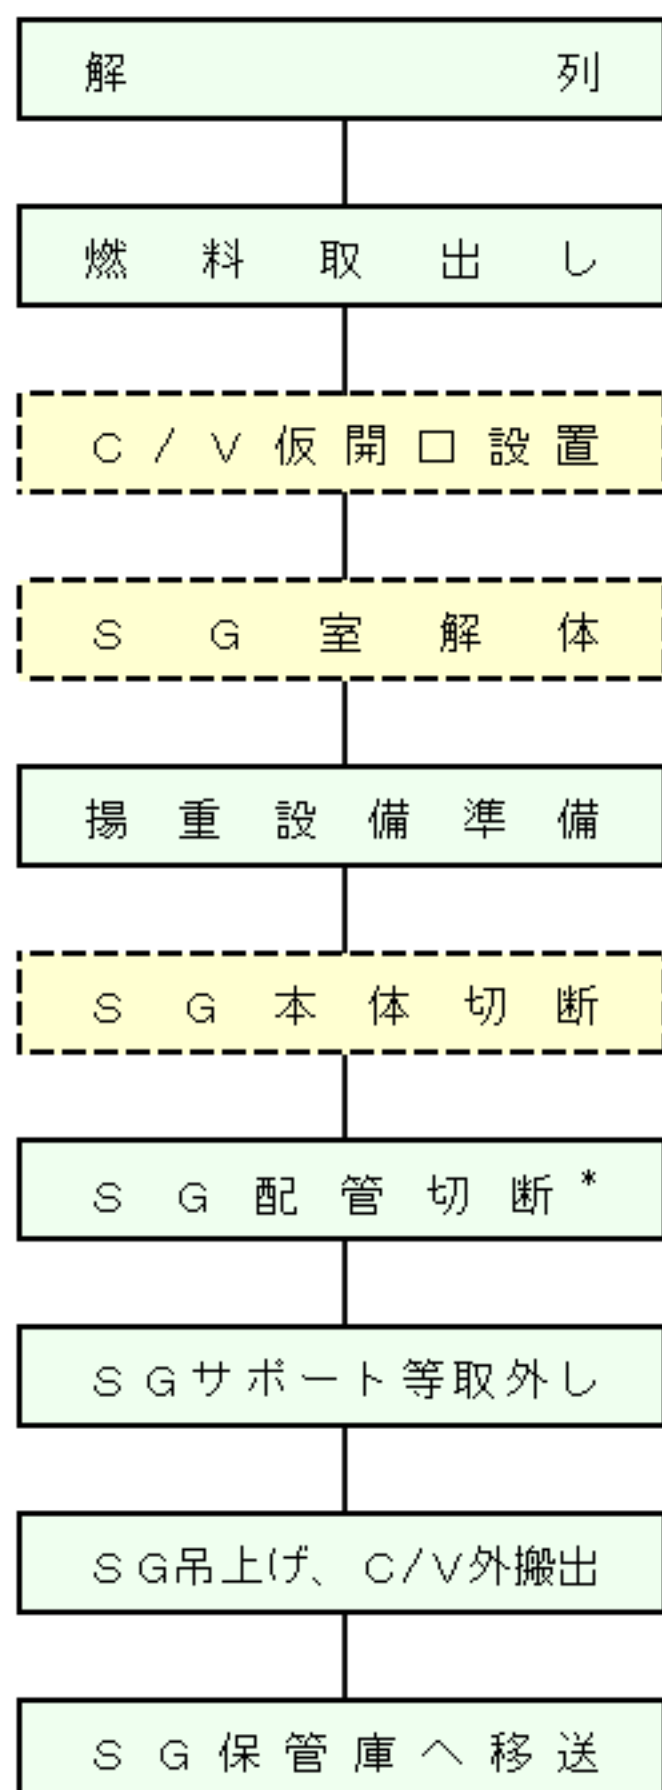 解列
燃料取出し
C/V仮開口設置
SG室解体
揚重設備準備
SG本体切断
SG配管切断*
SGサポート等取外し
SG吊上げ、C/V外搬出
SG保管庫へ移送